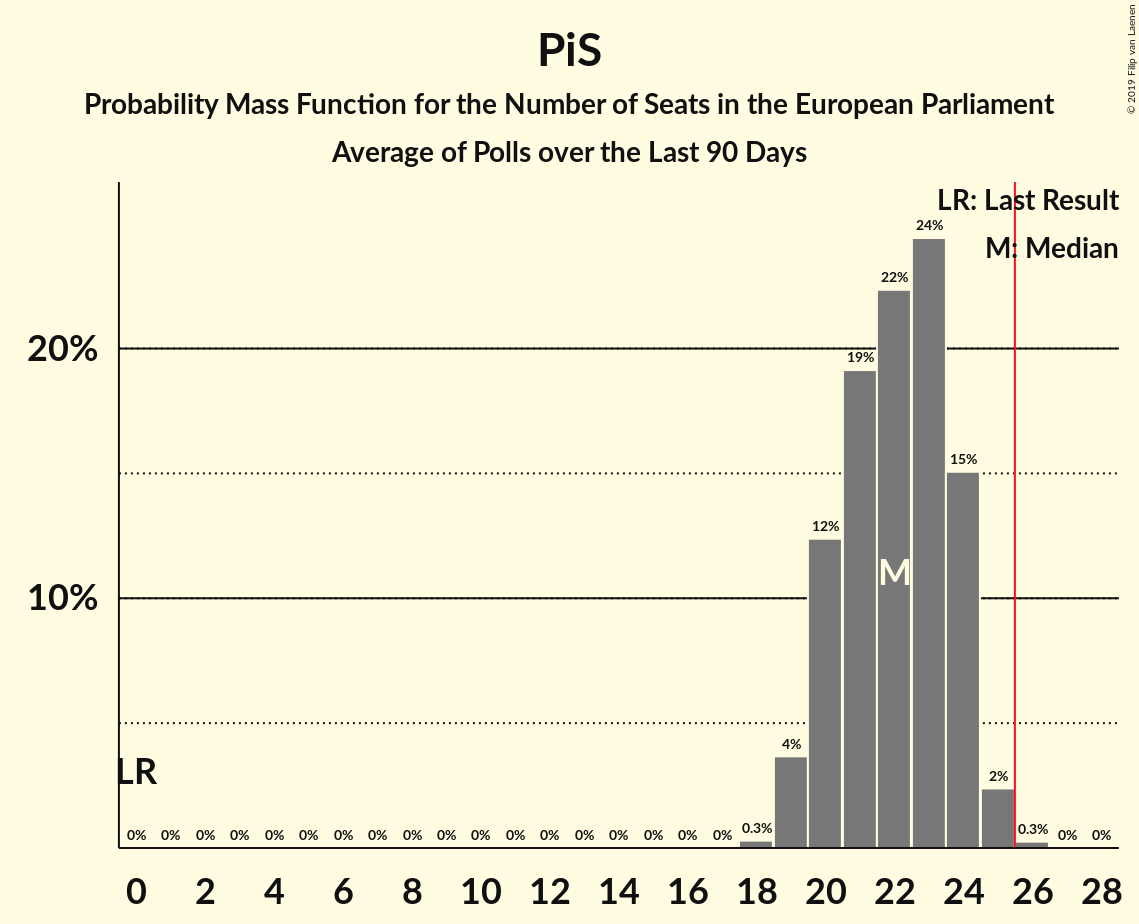 PiS
Probability Mass Function for the Number of Seats in the European Parliament
Average of Polls over the Last 90 Days
© 2019 Filip van Laenen
LR: Last Result
M: Median
24%
22%
20%
19%
15%
12%
M
10%
4%
LR
2%
0% 0% 0% 0% 0% 0% 0% 0% 0% 0% 0% 0% 0% 0% 0% 0% 0% 0% 0.3% 0.3% 0% 0%
0 2 4 6 8 10 12 14 16 18 20 22 24 26 28